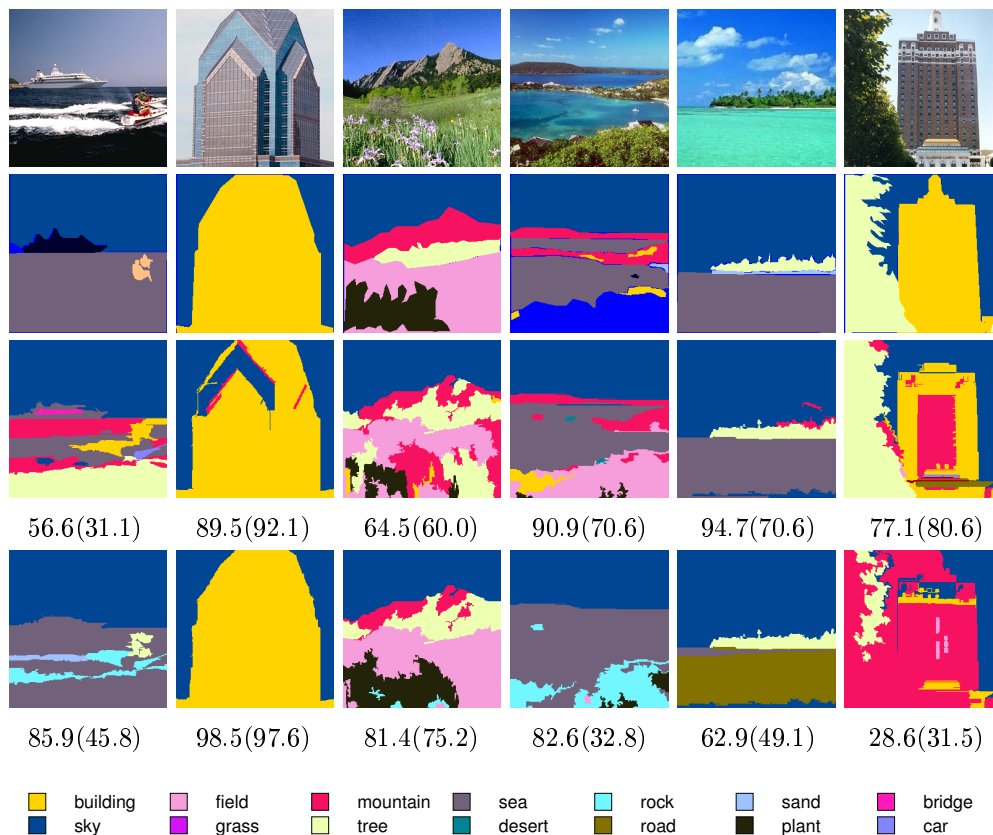 56.6(31.1) 89.5(92.1) 64.5(60.0) 90.9(70.6) 94.7(70.6) 77.1(80.6)
85.9(45.8) 98.5(97.6) 81.4(75.2) 82.6(32.8) 62.9(49.1) 28.6(31.5)
building field mountain sea rock sand bridge
sky grass tree desert road plant car